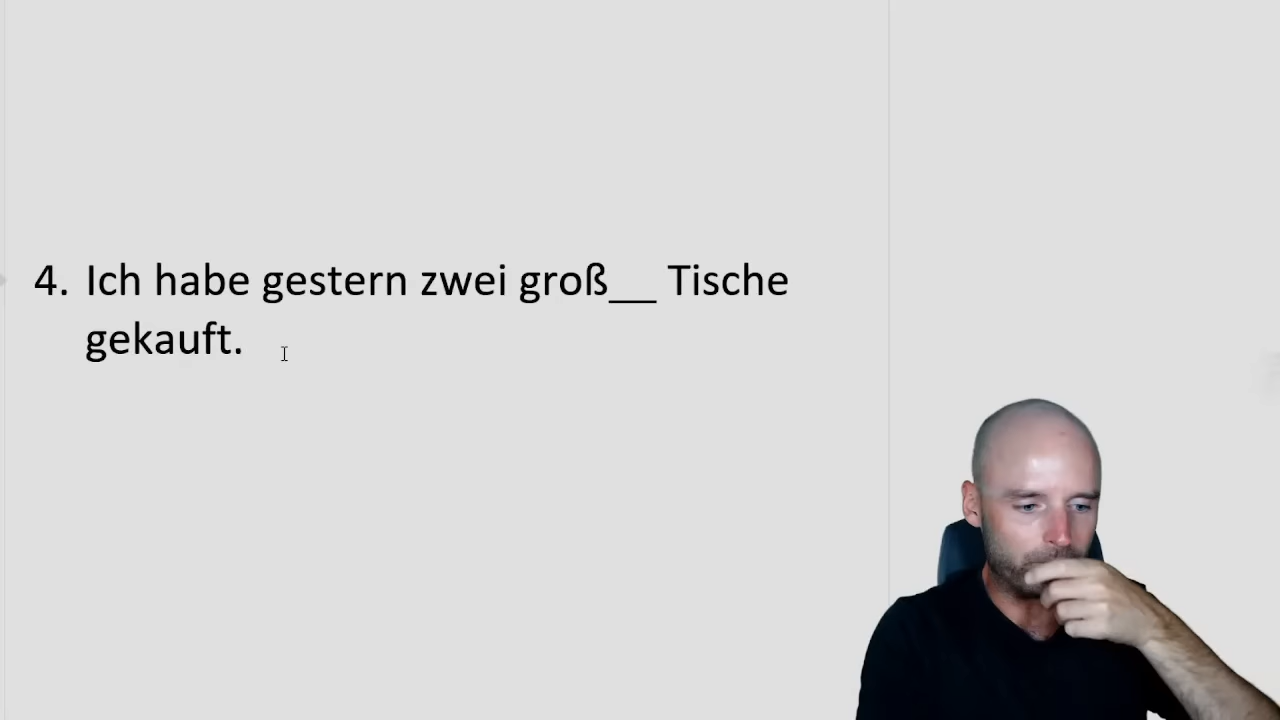 4. Ich habe gestern zwei groß__ Tische
gekauft.